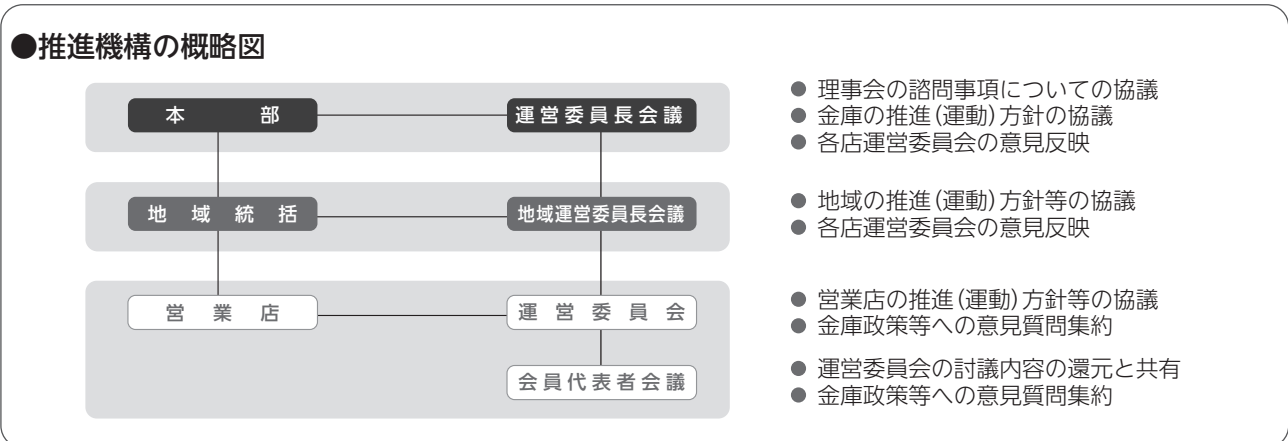 ●推進機構の概略図
本部
運営委員長会議
● 理事会の諮問事項についての協議
● 金庫の推進(運動)方針の協議
● 各店運営委員会の意見反映
地域統括
地域運営委員長会議
● 地域の推進(運動)方針等の協議
● 各店運営委員会の意見反映
営業店
運営委員会
● 営業店の推進(運動)方針等の協議
● 金庫政策等への意見質問集約
会員代表者会議
● 運営委員会の討議内容の還元と共有
● 金庫政策等への意見質問集約